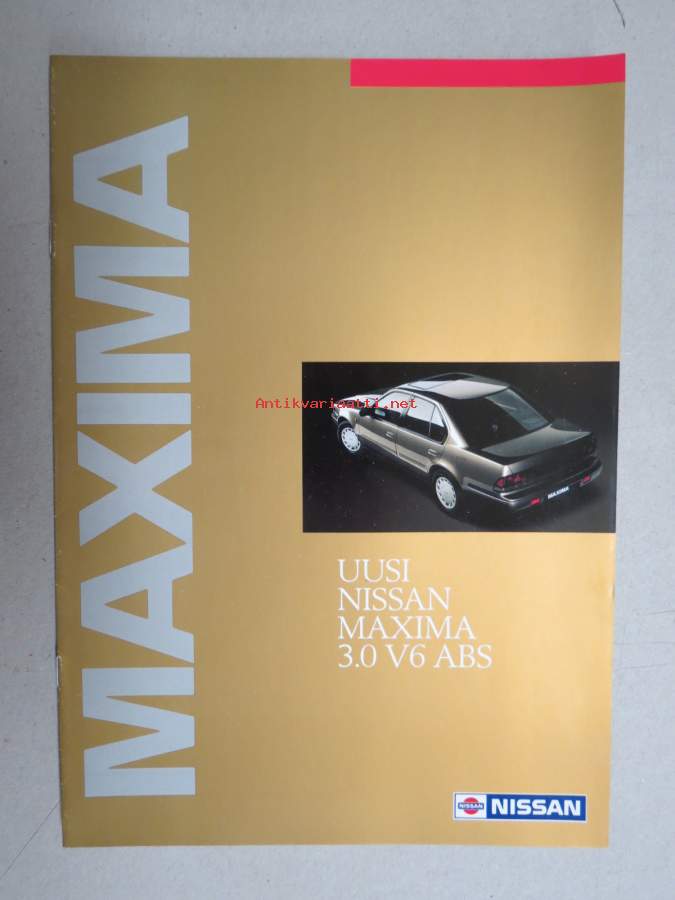 MAXIMA
Antikvariaatti.net
MAXIMA
UUSI
NISSAN
MAXIMA
3.0 V6 ABS
NISSAN NISSAN